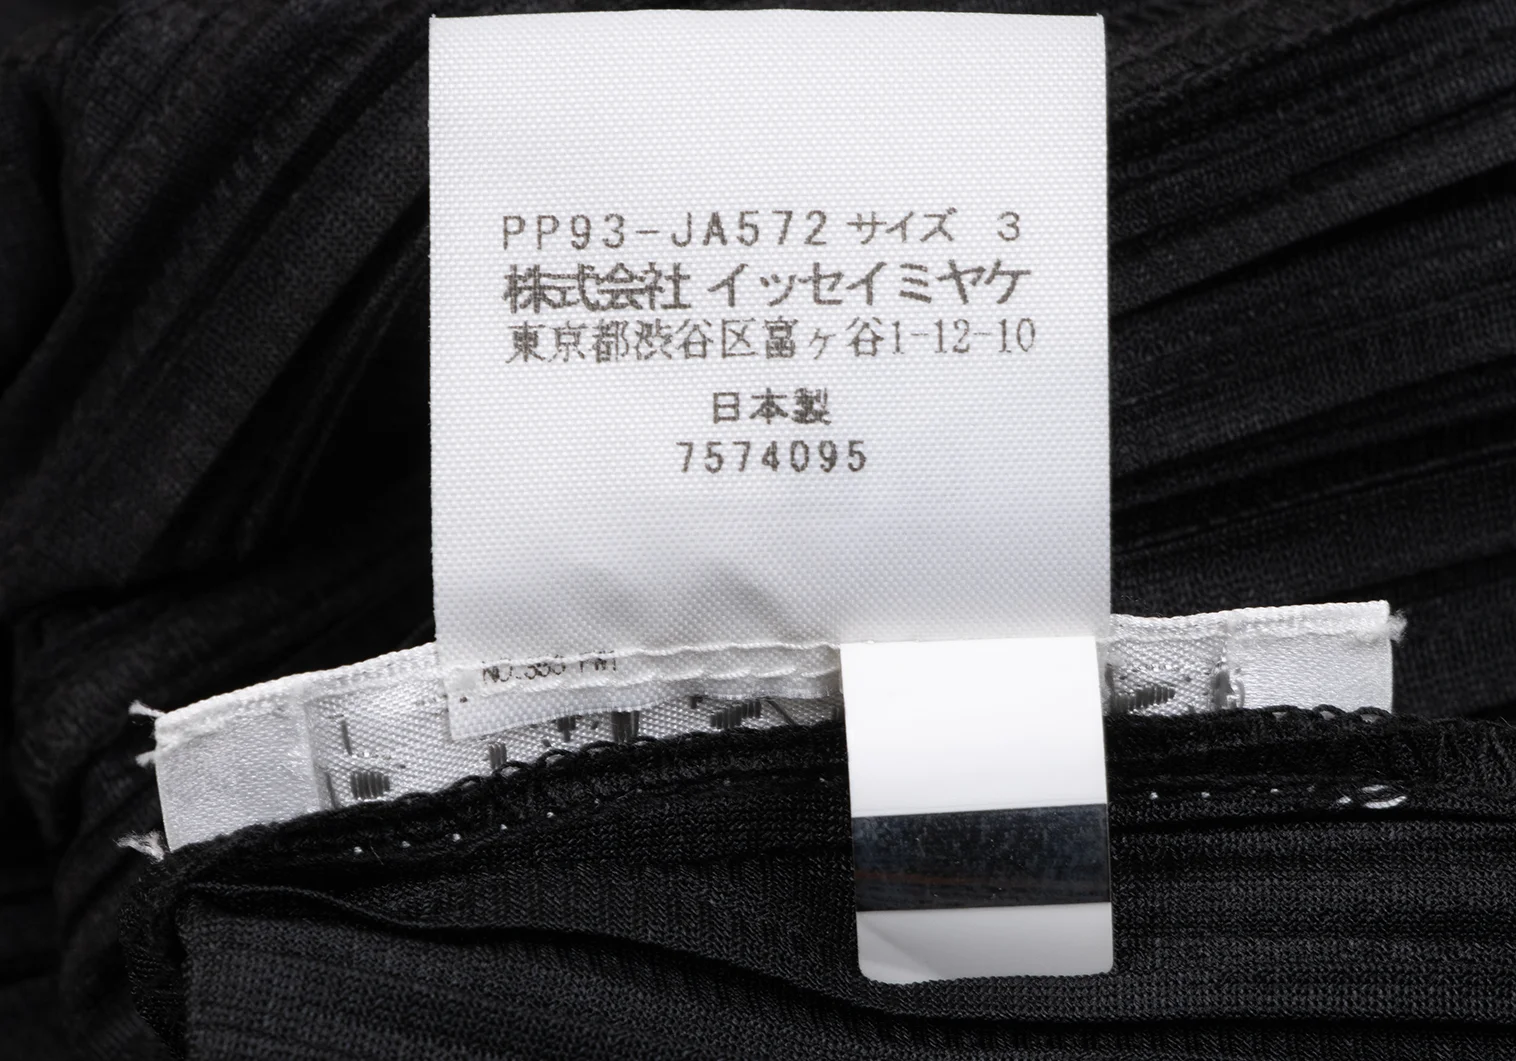 PP93-JA572 サイズ 3
株式会社 イッセイミヤケ
東京都渋谷区富ヶ谷1-12-10
日本製
7574095